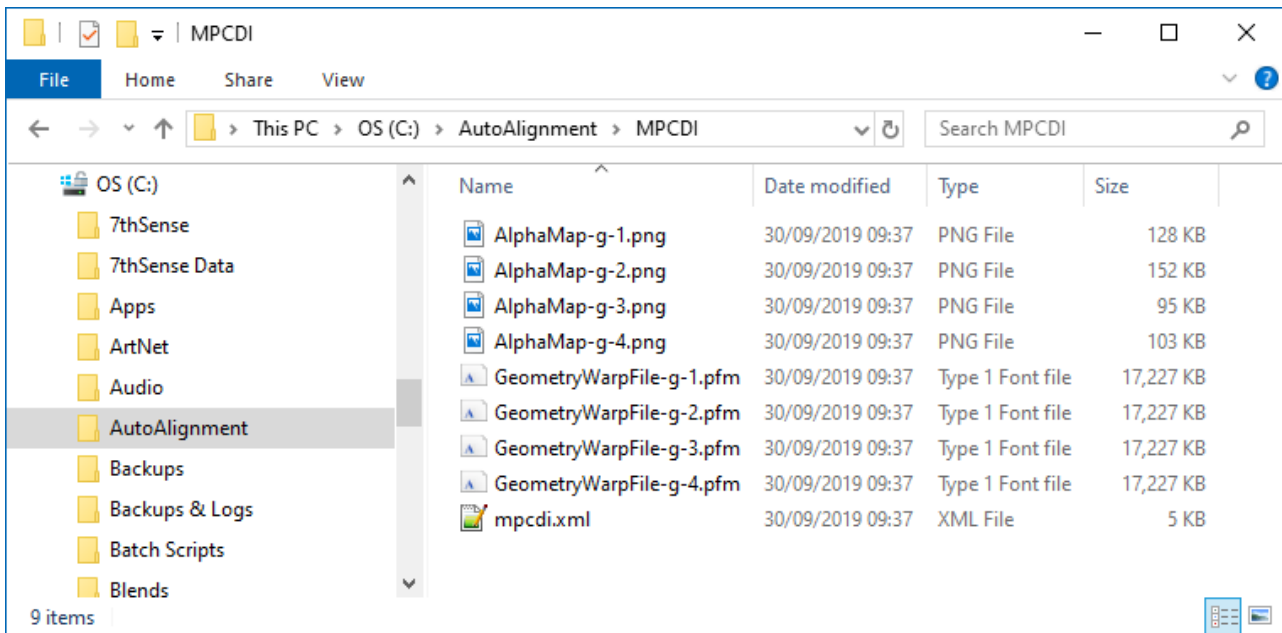 MPCDI
File Home Share View
This PC > OS (C:) > AutoAlignment > MPCDI Search MPCDI
OS (C:)
7thSense
7thSense Data
Apps
ArtNet
Audio
AutoAlignment
Backups
Backups & Logs
Batch Scripts
Blends
Name Date modified Type Size
AlphaMap-g-1.png 30/09/2019 09:37 PNG File 128 KB
AlphaMap-g-2.png 30/09/2019 09:37 PNG File 152 KB
AlphaMap-g-3.png 30/09/2019 09:37 PNG File 95 KB
AlphaMap-g-4.png 30/09/2019 09:37 PNG File 103 KB
GeometryWarpFile-g-1.pfm 30/09/2019 09:37 Type 1 Font file 17,227 KB
GeometryWarpFile-g-2.pfm 30/09/2019 09:37 Type 1 Font file 17,227 KB
GeometryWarpFile-g-3.pfm 30/09/2019 09:37 Type 1 Font file 17,227 KB
GeometryWarpFile-g-4.pfm 30/09/2019 09:37 Type 1 Font file 17,227 KB
mpcdi.xml 30/09/2019 09:37 XML File 5 KB
9 items